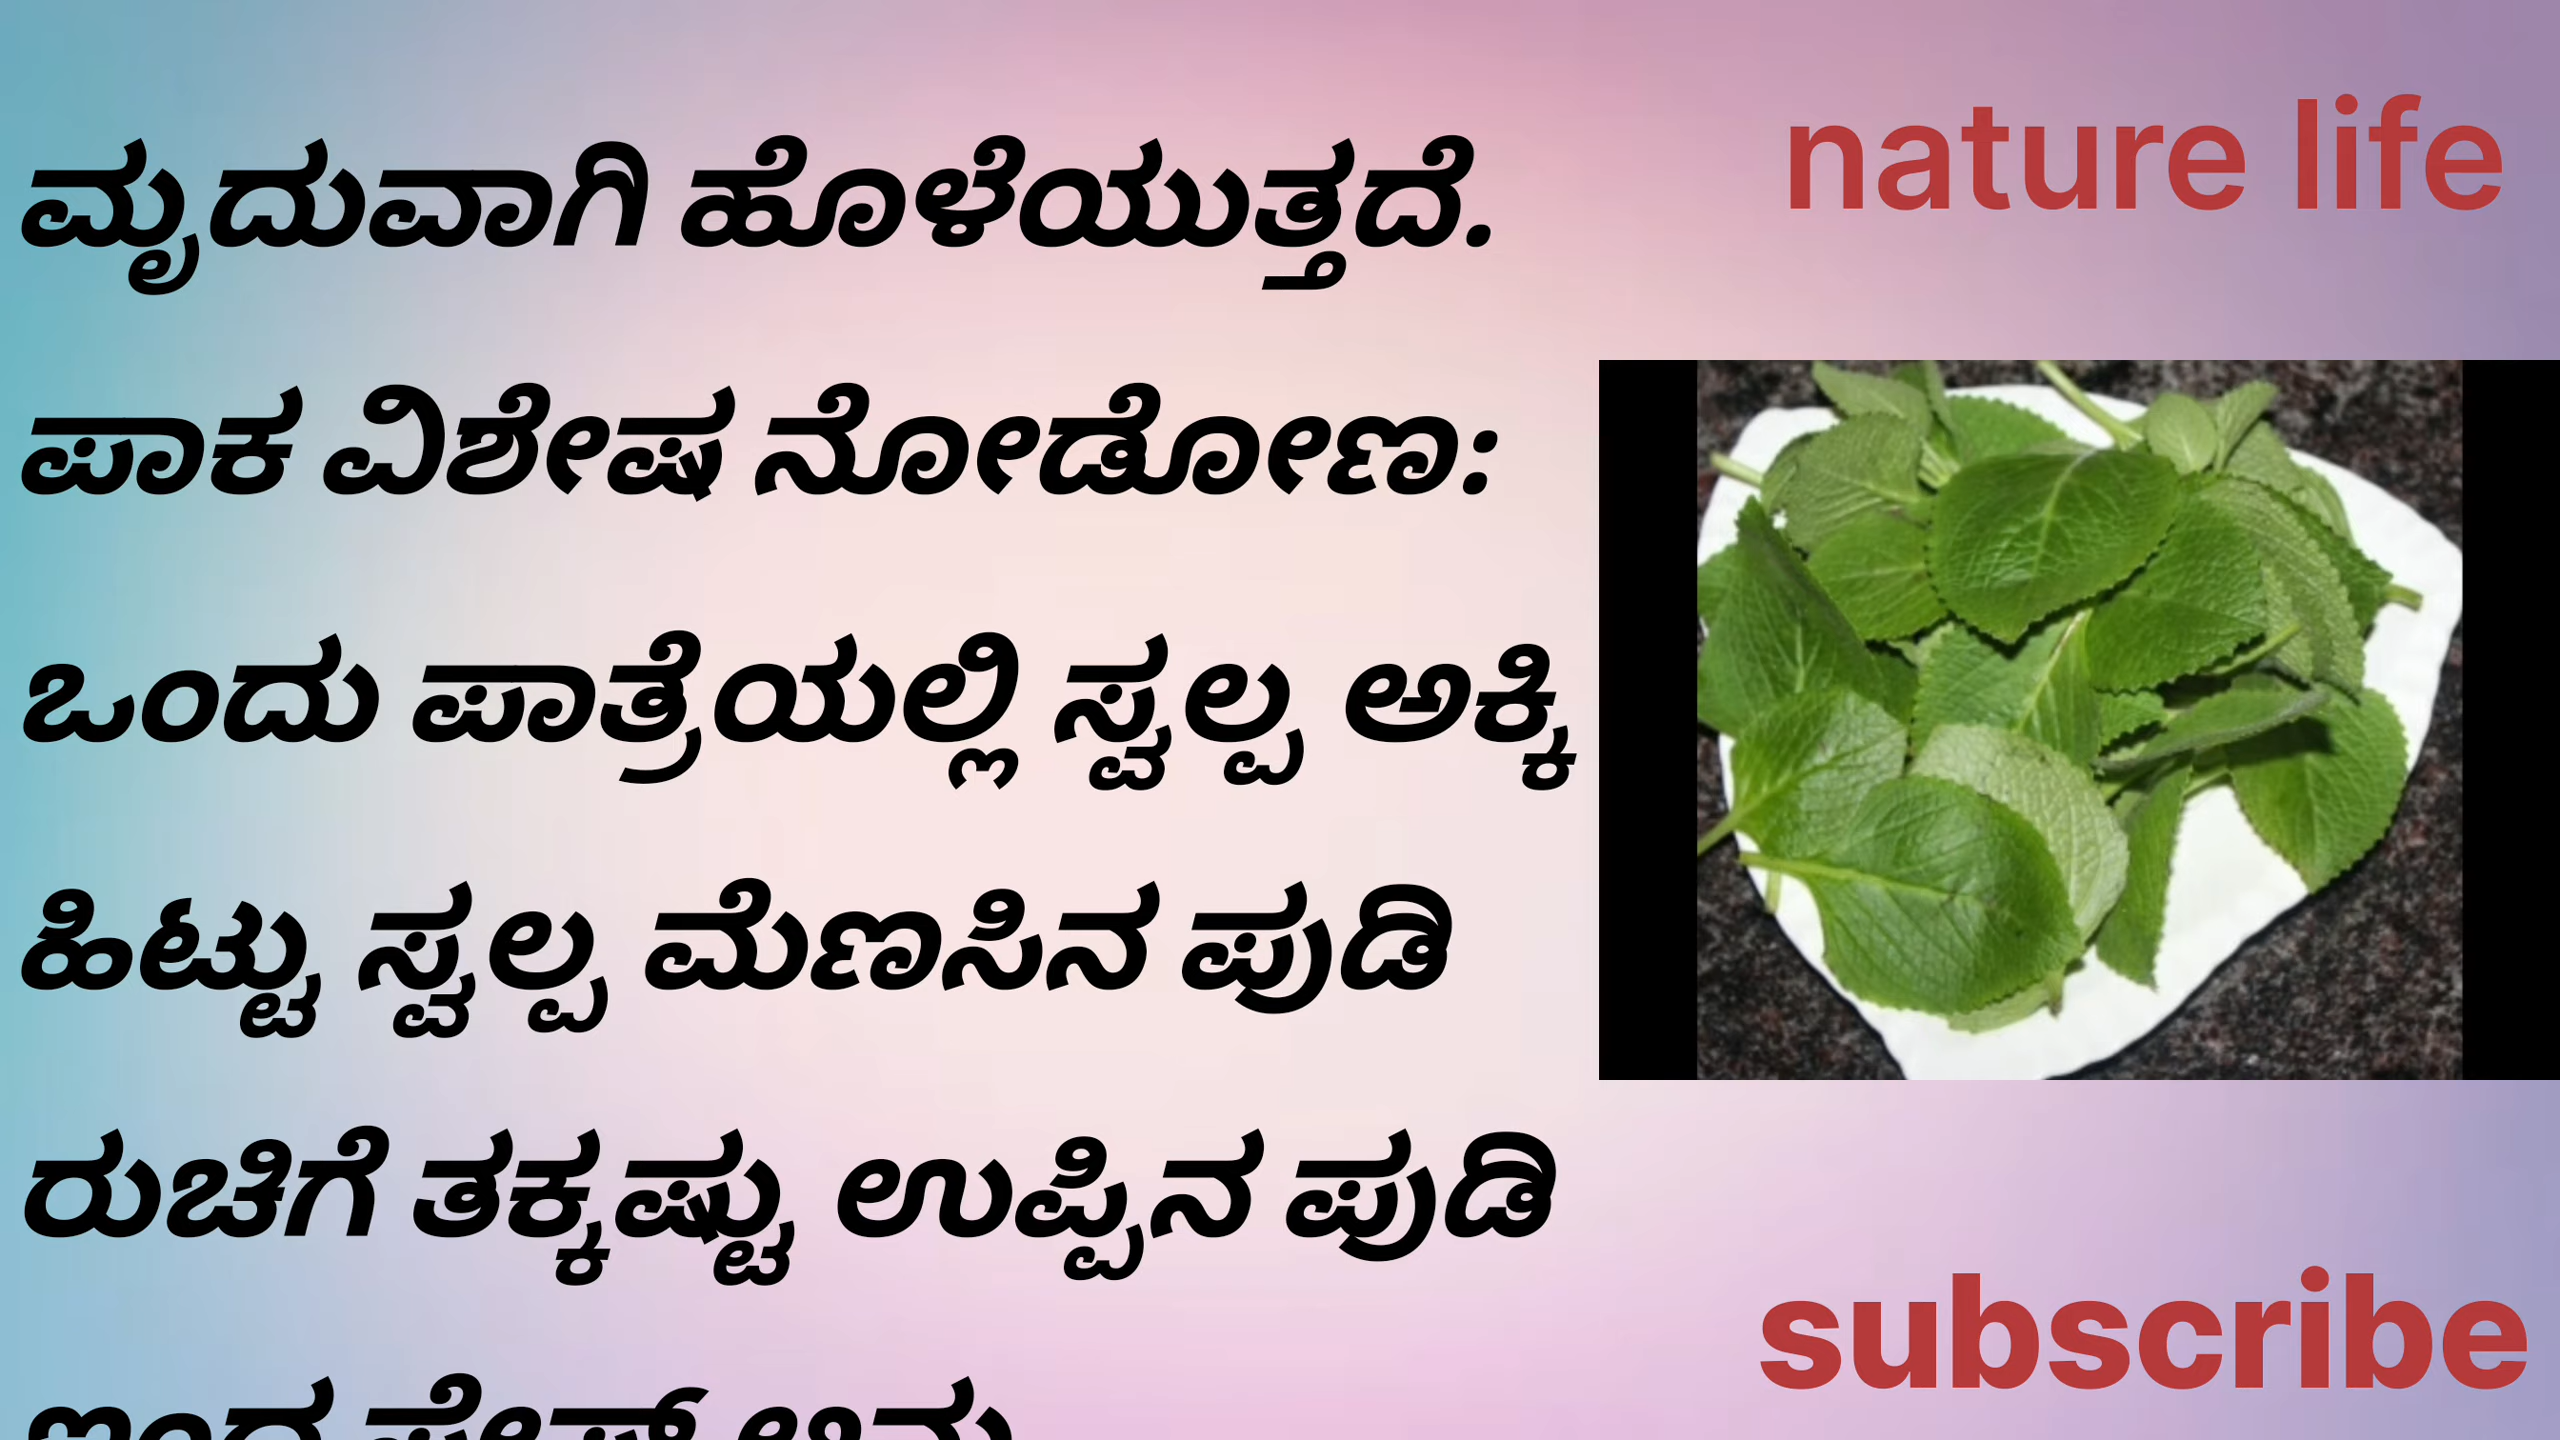 ಮೃದುವಾಗಿ ಹೊಳೆಯುತ್ತದೆ.
nature life
ಪಾಕ ವಿಶೇಷ ನೋಡೋಣ:
ಒಂದು ಪಾತ್ರೆಯಲ್ಲಿ ಸ್ವಲ್ಪ ಅಕ್ಕಿ
ಹಿಟ್ಟು ಸ್ವಲ್ಪ ಮೆಣಸಿನ ಪುಡಿ
ರುಚಿಗೆ ತಕ್ಕಷ್ಟು ಉಪ್ಪಿನ ಪುಡಿ
subscribe